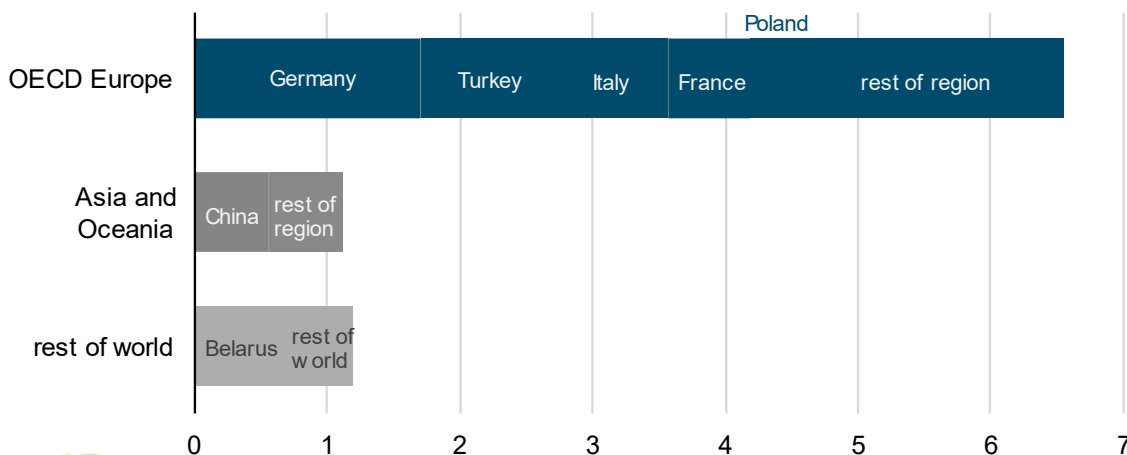 Poland
OECD Europe
Germany
Turkey
Italy
France
rest of region
Asia and
Oceania
China
rest of
region
rest of world
Belarus
rest of
world
0 1 2 3 4 5 6 7